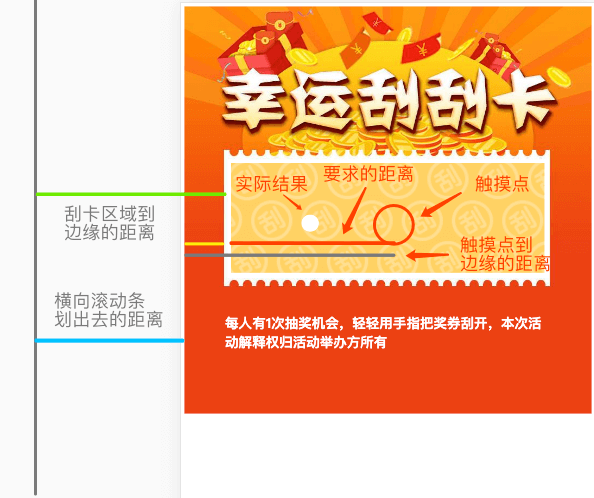 幸运刮刮卡
实际结果
要求的距离
触摸点
刮卡区域到
边缘的距离
触摸点到
边缘的距离
横向滚动条
划出去的距离
每人有1次抽奖机会，轻轻用手指把奖券刮开，本次活
动解释权归活动举办方所有